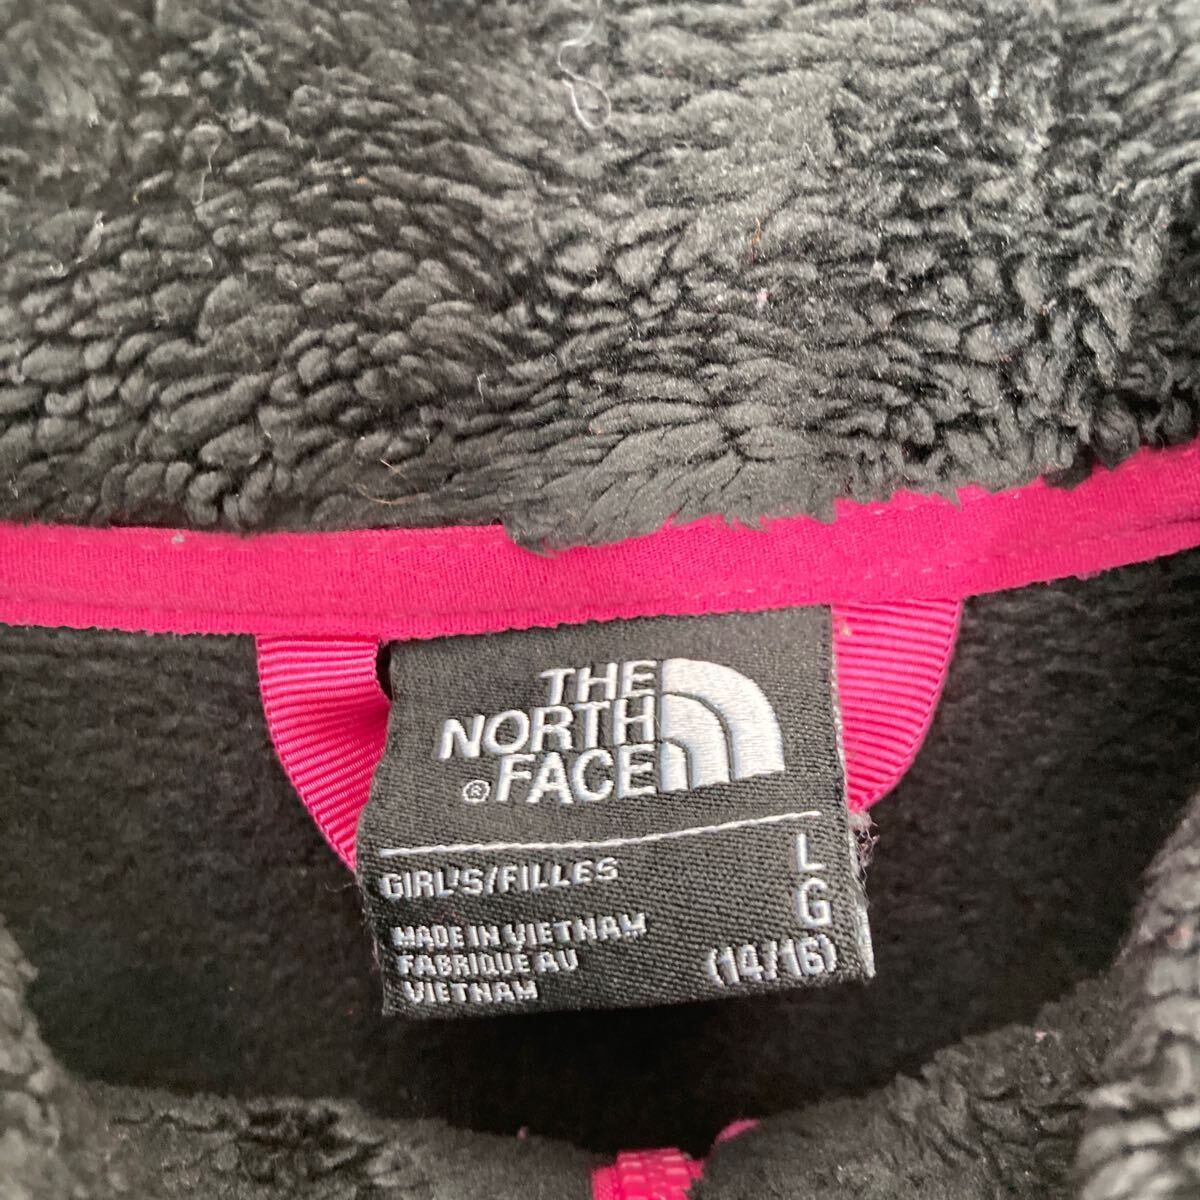 THE
NORTH
® FACE
GIRL'S/FILLES
L
G
(14/16)
MADE IN VIETNAM
FABRIQUE AU
VIETNAM